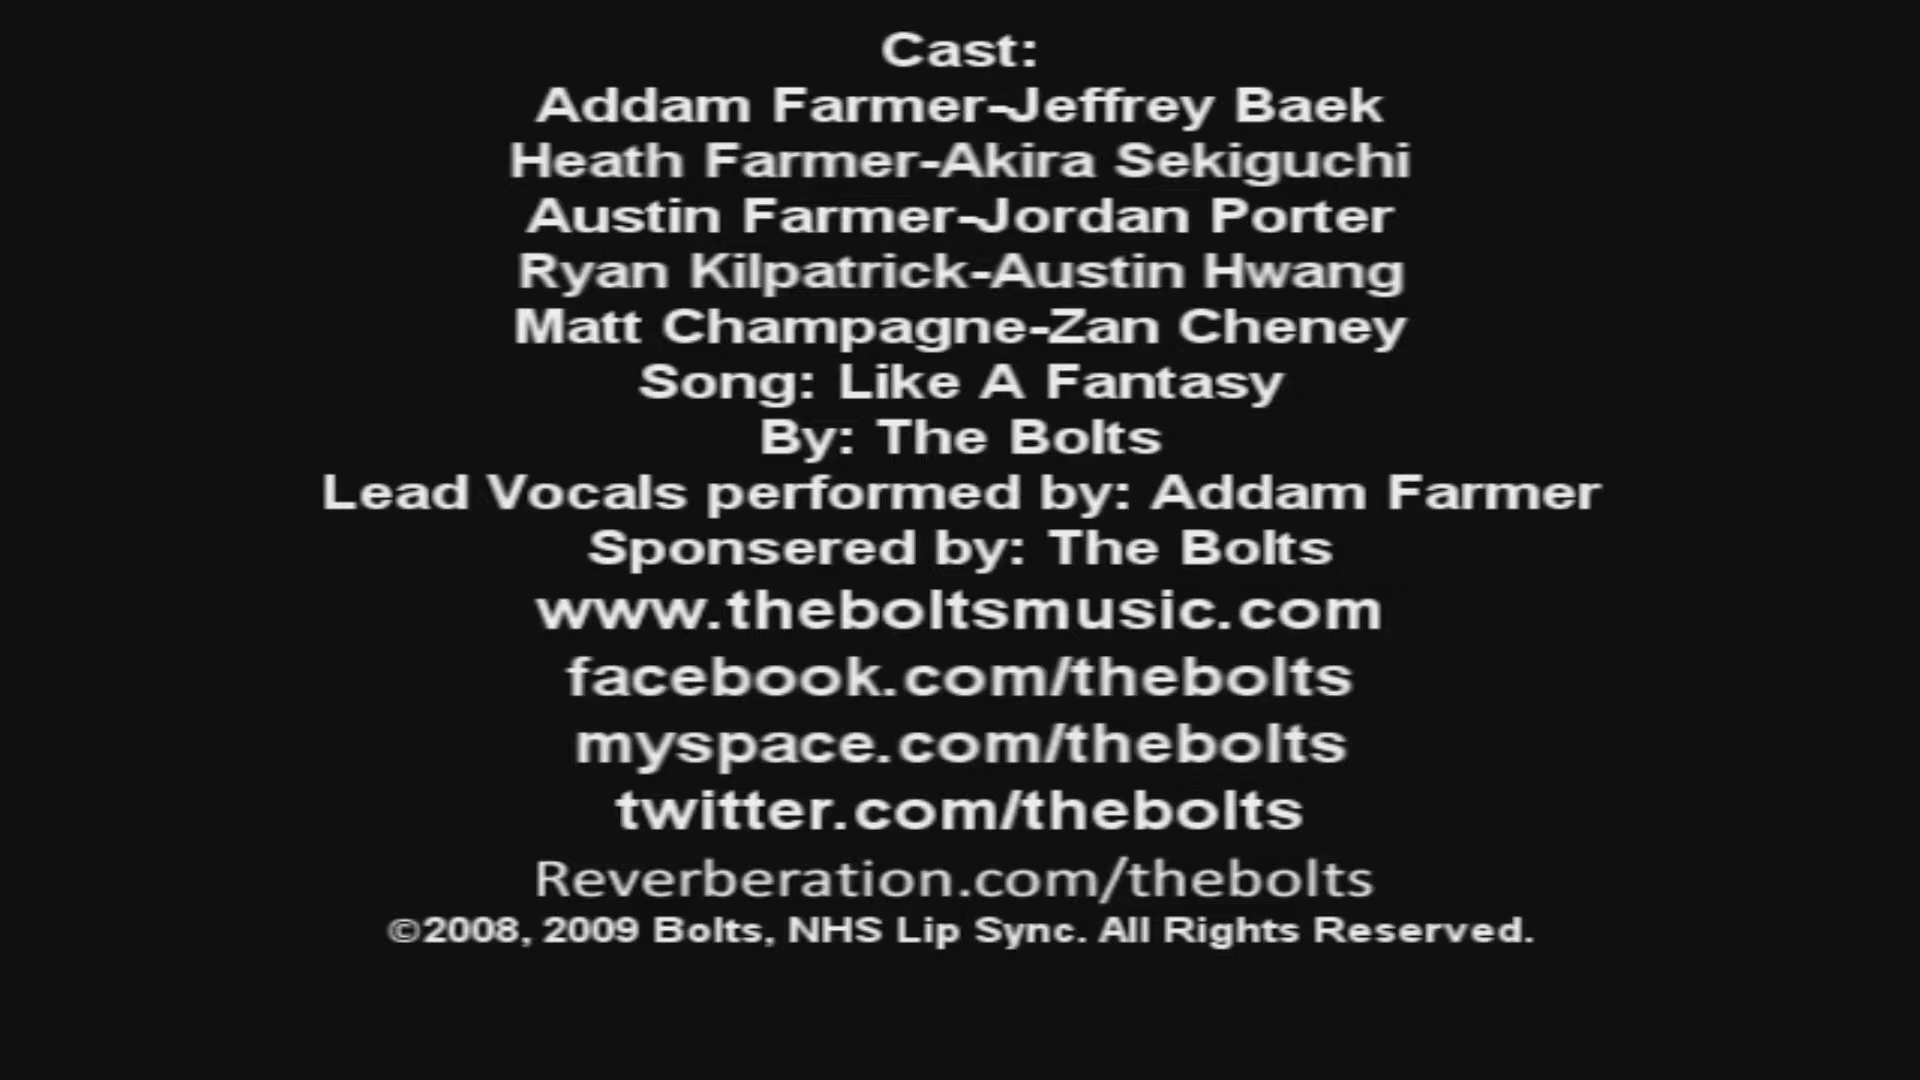 Cast:
Addam Farmer-Jeffrey Baek
Heath Farmer-Akira Sekiguchi
Austin Farmer-Jordan Porter
Ryan Kilpatrick-Austin Hwang
Matt Champagne-Zan Cheney
Song: Like A Fantasy
By: The Bolts
Lead Vocals performed by: Addam Farmer
Sponsered by: The Bolts
www.theboltsmusic.com
facebook.com/thebolts
myspace.com/thebolts
twitter.com/thebolts
Reverberation.com/thebolts
©2008, 2009 Bolts, NHS Lip Sync. All Rights Reserved.